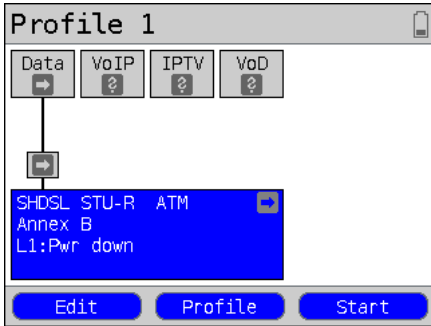 Profile 1
Data VoIP IPTV VoD
? ? ?
SHDSL STU-R ATM
Annex B
L1:Pwr down
Edit Profile Start